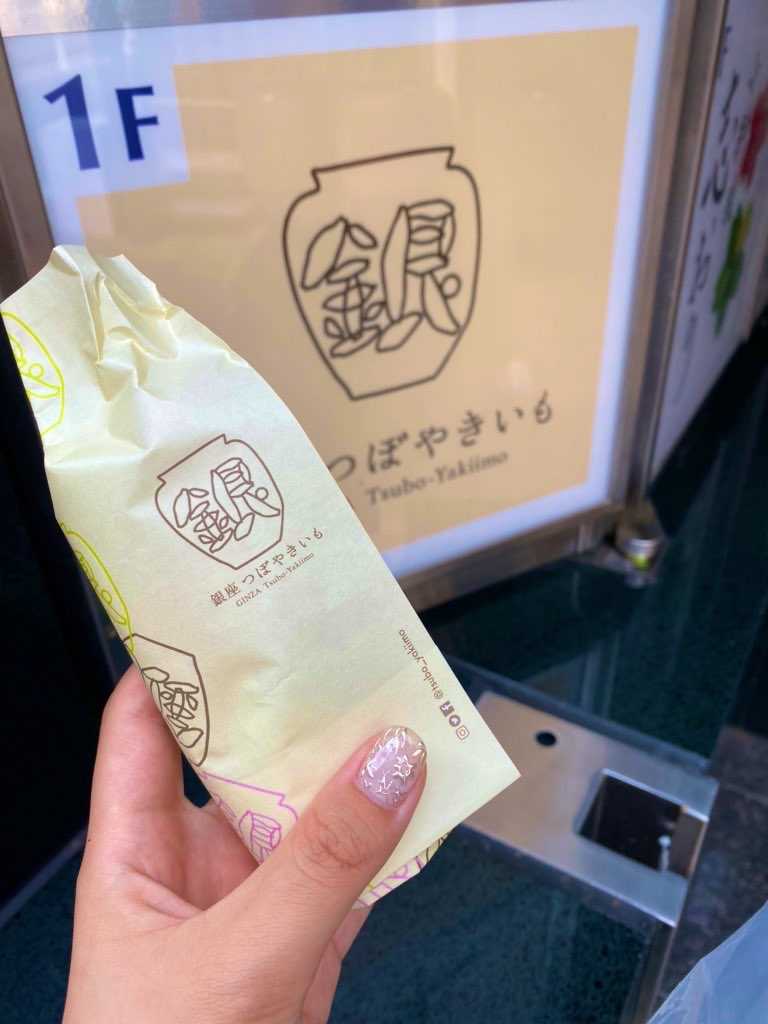 1F
銀
つぼやきいも
Tsubo-Yakiimo
銀
銀座 つぼやきいも
GINZA Tsubo-Yakiimo
@tsubo_yakiimo